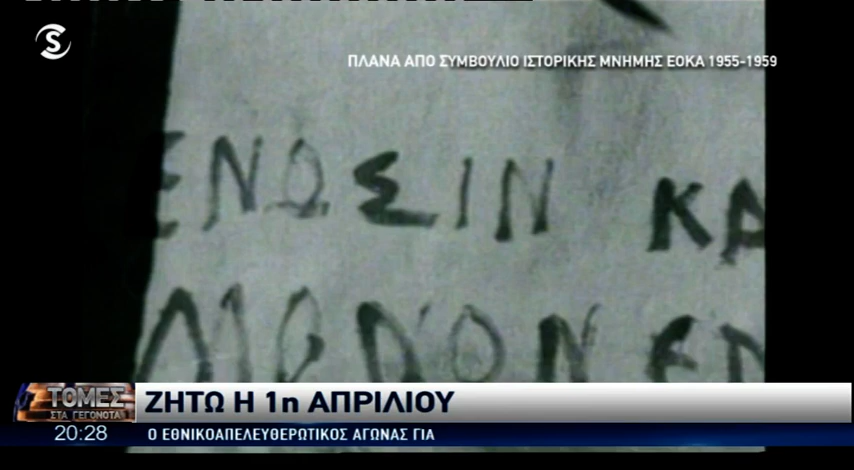 S
ΠΛΑΝΑ ΑΠΟ ΣΥΜΒΟΥΛΙΟ ΙΣΤΟΡΙΚΗΣ ΜΝΗΜΗΣ ΕΟΚΑ 1955-1959
ΕΝΩΣΙΝ ΚΑ
ΤΟΜΕΣ
ΣΤΑ ΓΕΓΟΝΟΤΑ
ΖΗΤΩ Η 1η ΑΠΡΙΛΙΟΥ
20:28
Ο ΕΘΝΙΚΟΑΠΕΛΕΥΘΕΡΩΤΙΚΟΣ ΑΓΩΝΑΣ ΓΙΑ